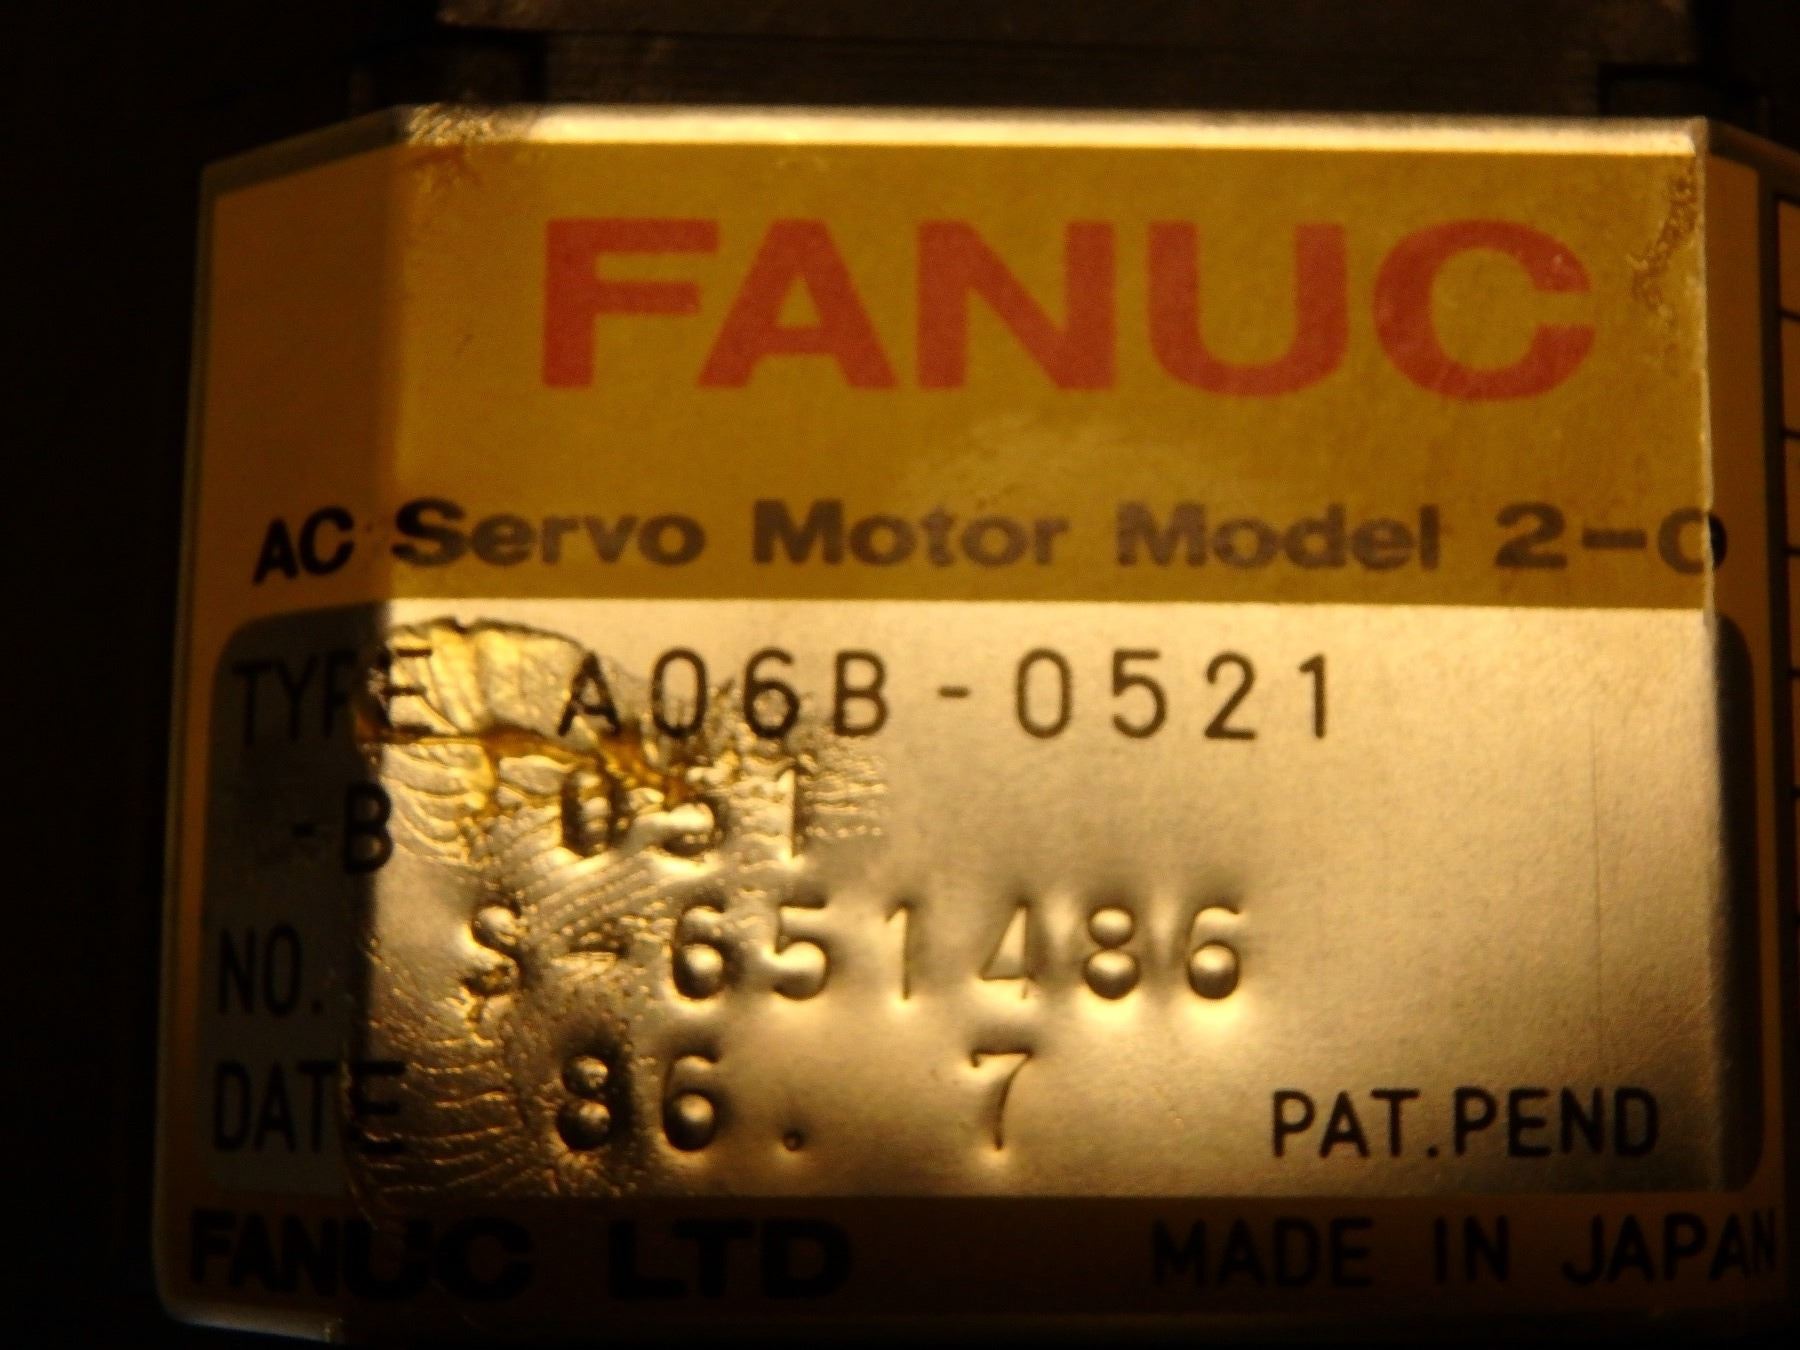 FANUC
AC Servo Motor Model 2-0
TYPE A06B-0521
-B 031
NO. S-651486
DATE 86. 7
PAT.PEND
FANUC LTD MADE IN JAPAN